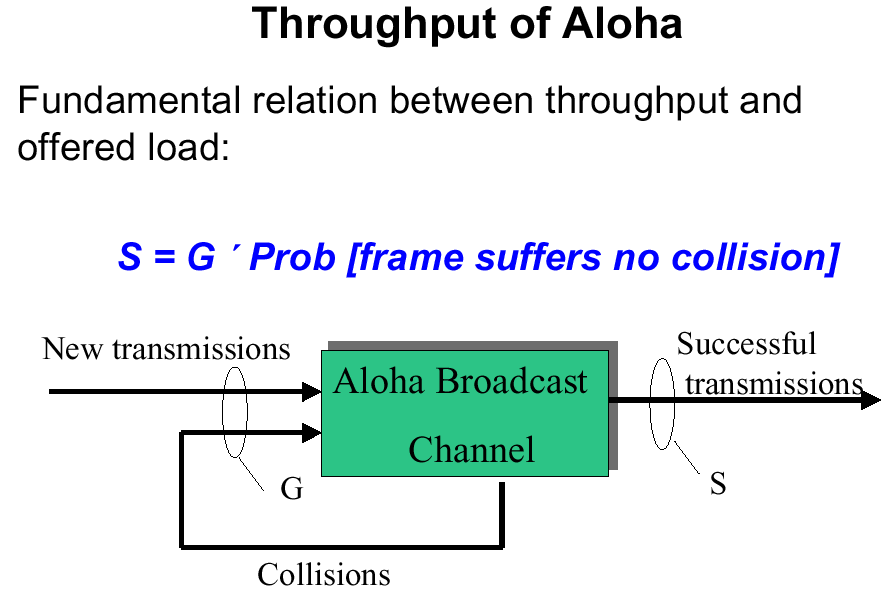 Throughput of Aloha
Fundamental relation between throughput and
offered load:
S = G ´ Prob [frame suffers no collision]
New transmissions
Successful
transmissions
Aloha Broadcast
Channel
G
S
Collisions